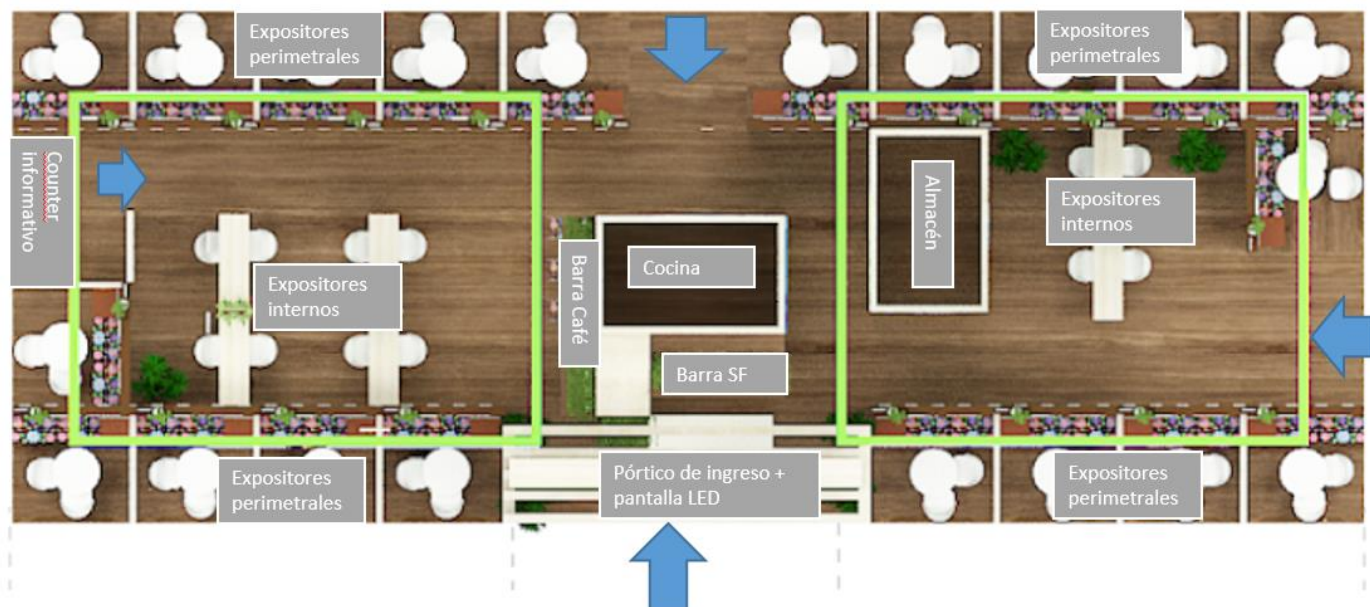 Expositores
perimetrales
Expositores
perimetrales
Counter
informativo
Almacén
Expositores
internos
Expositores
internos
Barra Café
Cocina
Barra SF
Expositores
perimetrales
Pórtico de ingreso +
pantalla LED
Expositores
perimetrales